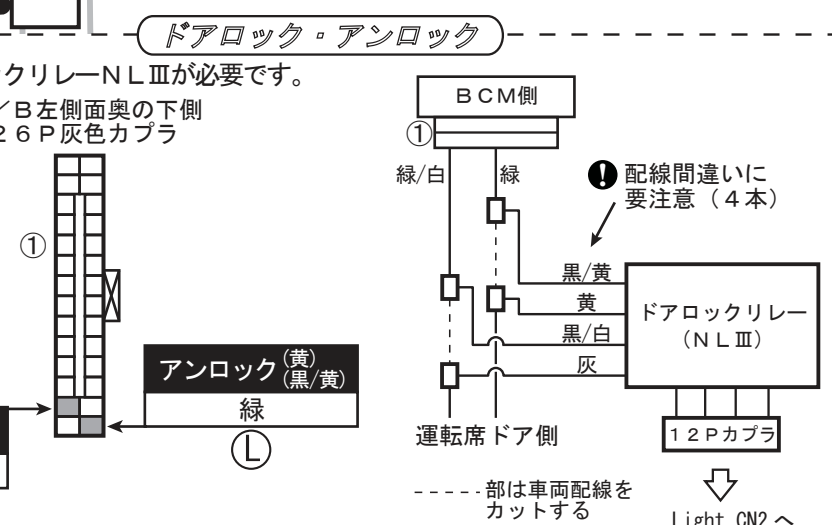 ドアロック・アンロック
ックリレーＮＬⅢが必要です。
／Ｂ左側面奥の下側
２６Ｐ灰色カプラ
①
アンロック(黄)(黒/黄)
緑
Ⓛ
ＢＣＭ側
①
緑/白
緑
! 配線間違いに
要注意（４本）
黒/黄
黄
黒/白
灰
ドアロックリレー
（ＮＬⅢ）
１２Ｐカプラ
運転席ドア側
-----部は車両配線を
カットする
Light CN2 へ